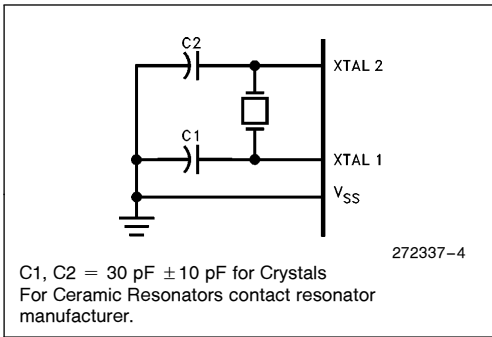 C2
XTAL 2
C1
XTAL 1
VSS
272337–4
C1, C2 = 30 pF ±10 pF for Crystals
For Ceramic Resonators contact resonator
manufacturer.